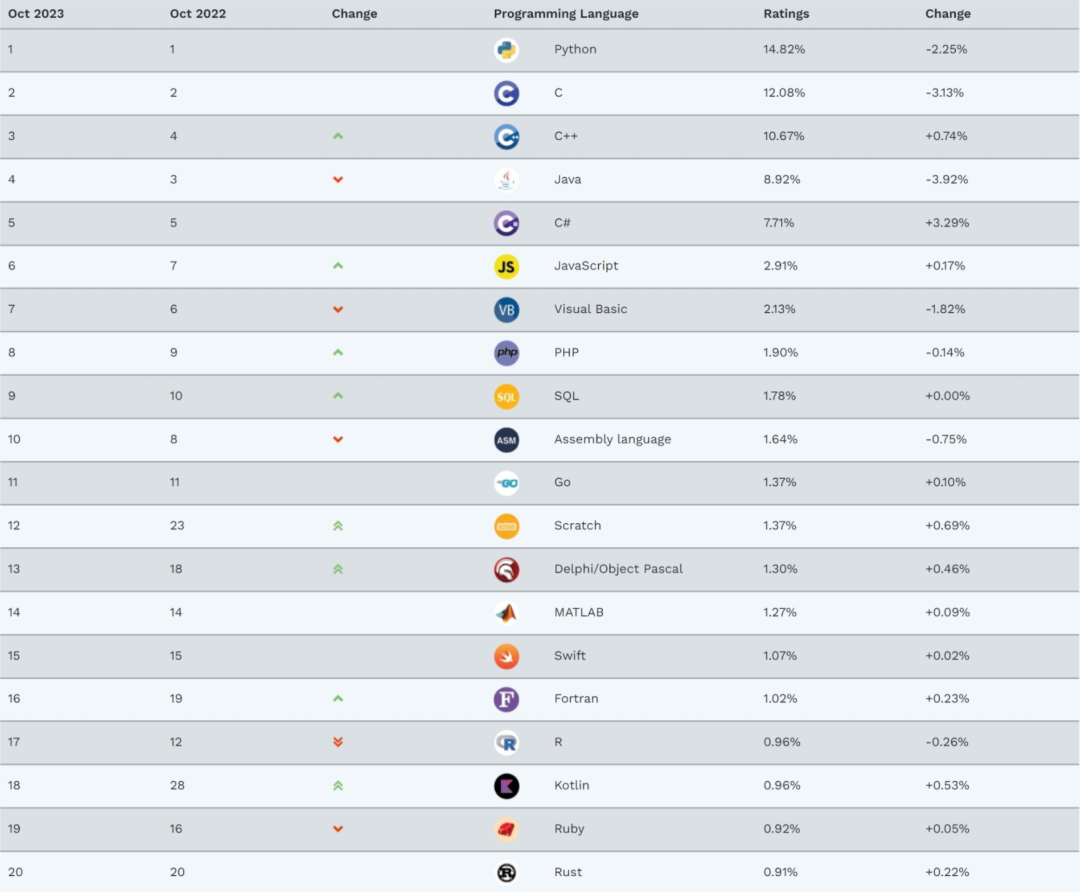 Oct 2023 Oct 2022 Change Programming Language Ratings Change
1 1 Python 14.82% -2.25%
2 2 C C 12.08% -3.13%
3 4 C++ C++ 10.67% +0.74%
4 3 Java 8.92% -3.92%
5 5 C C# 7.71% +3.29%
6 7 JS JavaScript 2.91% +0.17%
7 6 VB Visual Basic 2.13% -1.82%
8 9 php PHP 1.90% -0.14%
9 10 SQL SQL 1.78% +0.00%
10 8 ASM Assembly language 1.64% -0.75%
11 11 GO Go 1.37% +0.10%
12 23 Scratch 1.37% +0.69%
13 18 Delphi/Object Pascal 1.30% +0.46%
14 14 MATLAB 1.27% +0.09%
15 15 Swift 1.07% +0.02%
16 19 F Fortran 1.02% +0.23%
17 12 R R 0.96% -0.26%
18 28 K Kotlin 0.96% +0.53%
19 16 Ruby 0.92% +0.05%
20 20 R Rust 0.91% +0.22%